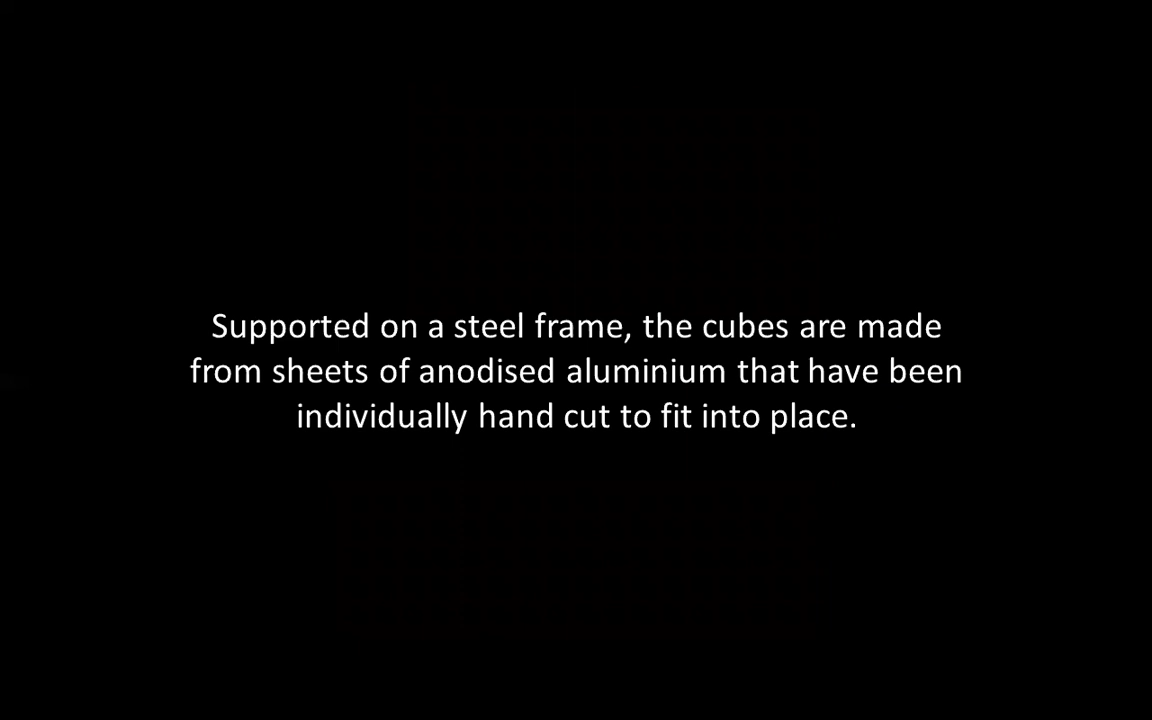 Supported on a steel frame, the cubes are made
from sheets of anodised aluminium that have been
individually hand cut to fit into place.